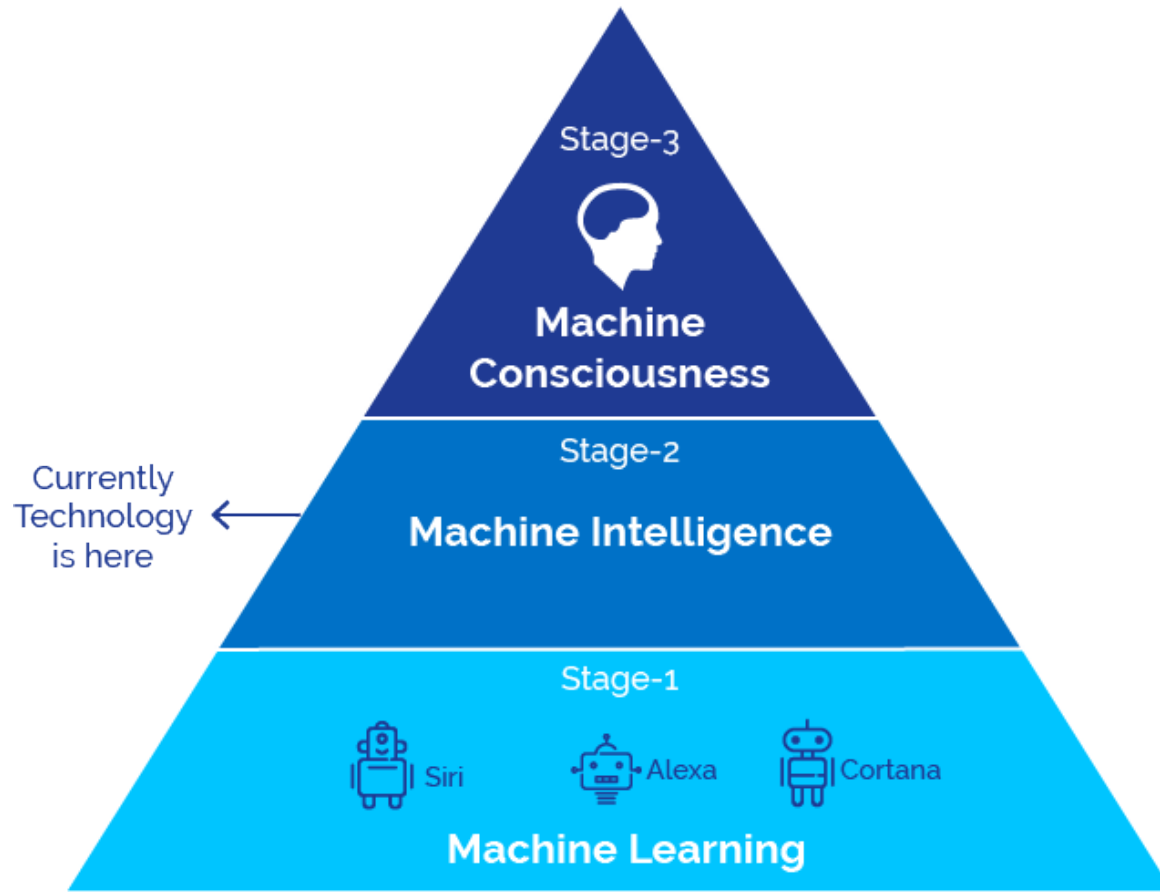 Stage-3
Machine
Consciousness
Stage-2
Machine Intelligence
Currently
Technology
is here
Stage-1
Siri
Alexa
Cortana
Machine Learning